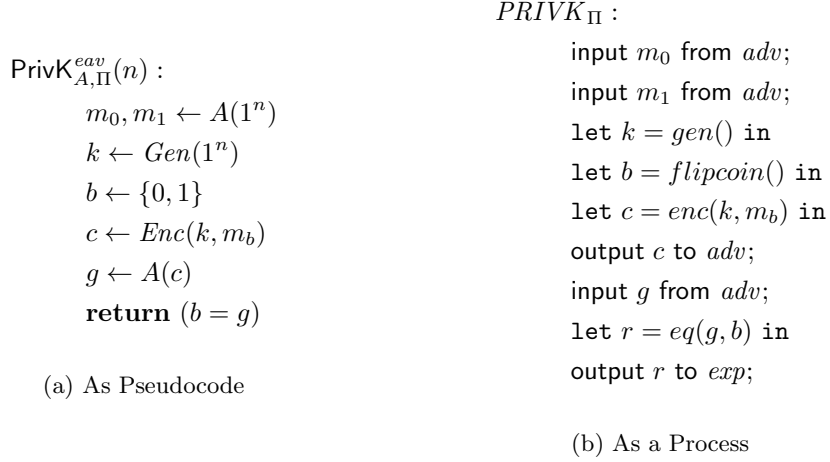 PrivK^{eav}_{A,Π}(n) :
m_0, m_1 ← A(1^n)
k ← Gen(1^n)
b ← {0, 1}
c ← Enc(k, m_b)
g ← A(c)
return (b = g)
(a) As Pseudocode
PRIVK_Π :
input m_0 from adv;
input m_1 from adv;
let k = gen() in
let b = flipcoin() in
let c = enc(k, m_b) in
output c to adv;
input g from adv;
let r = eq(g, b) in
output r to exp;
(b) As a Process